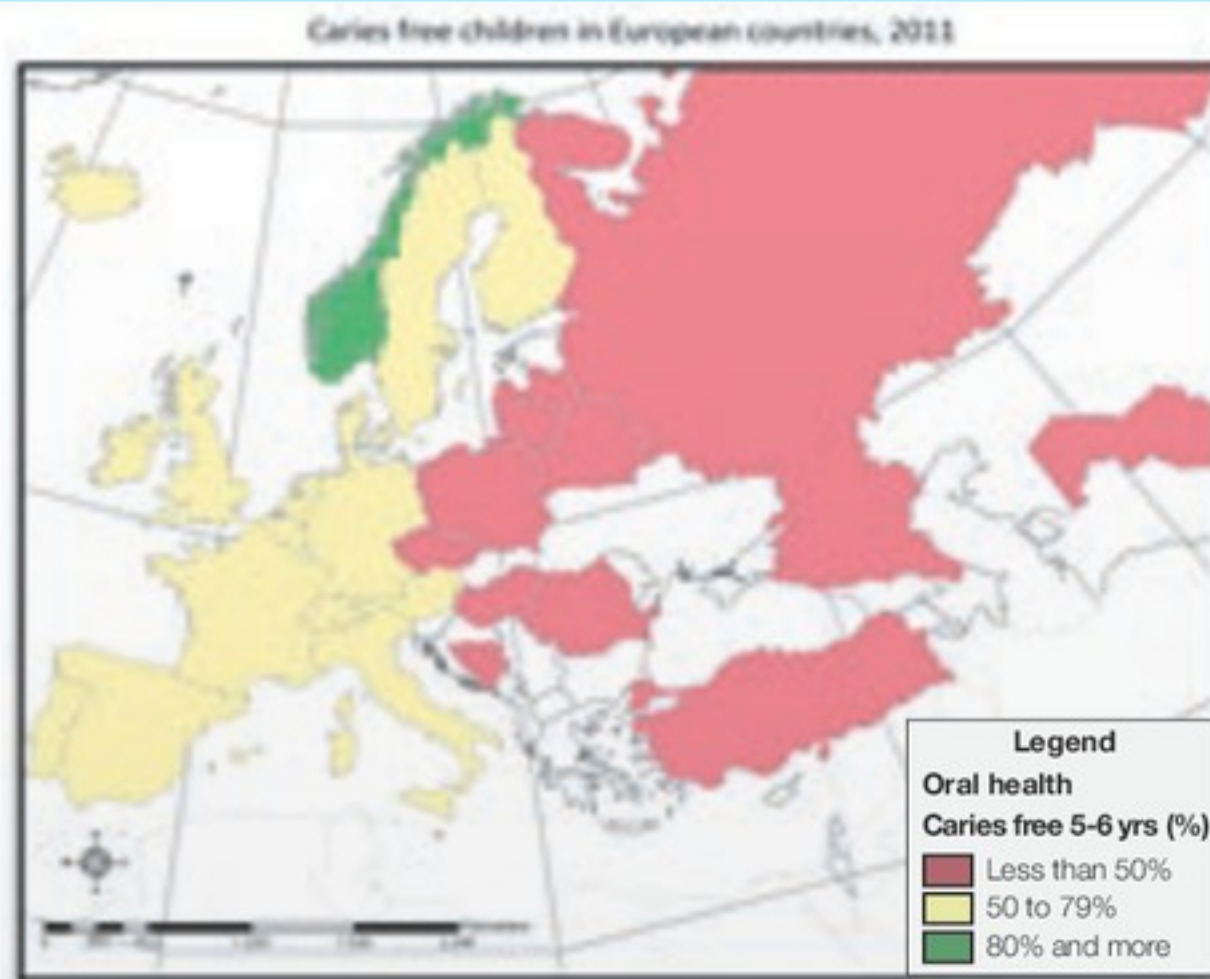 Caries free children in European countries, 2011
Legend
Oral health
Caries free 5-6 yrs (%)
Less than 50%
50 to 79%
80% and more